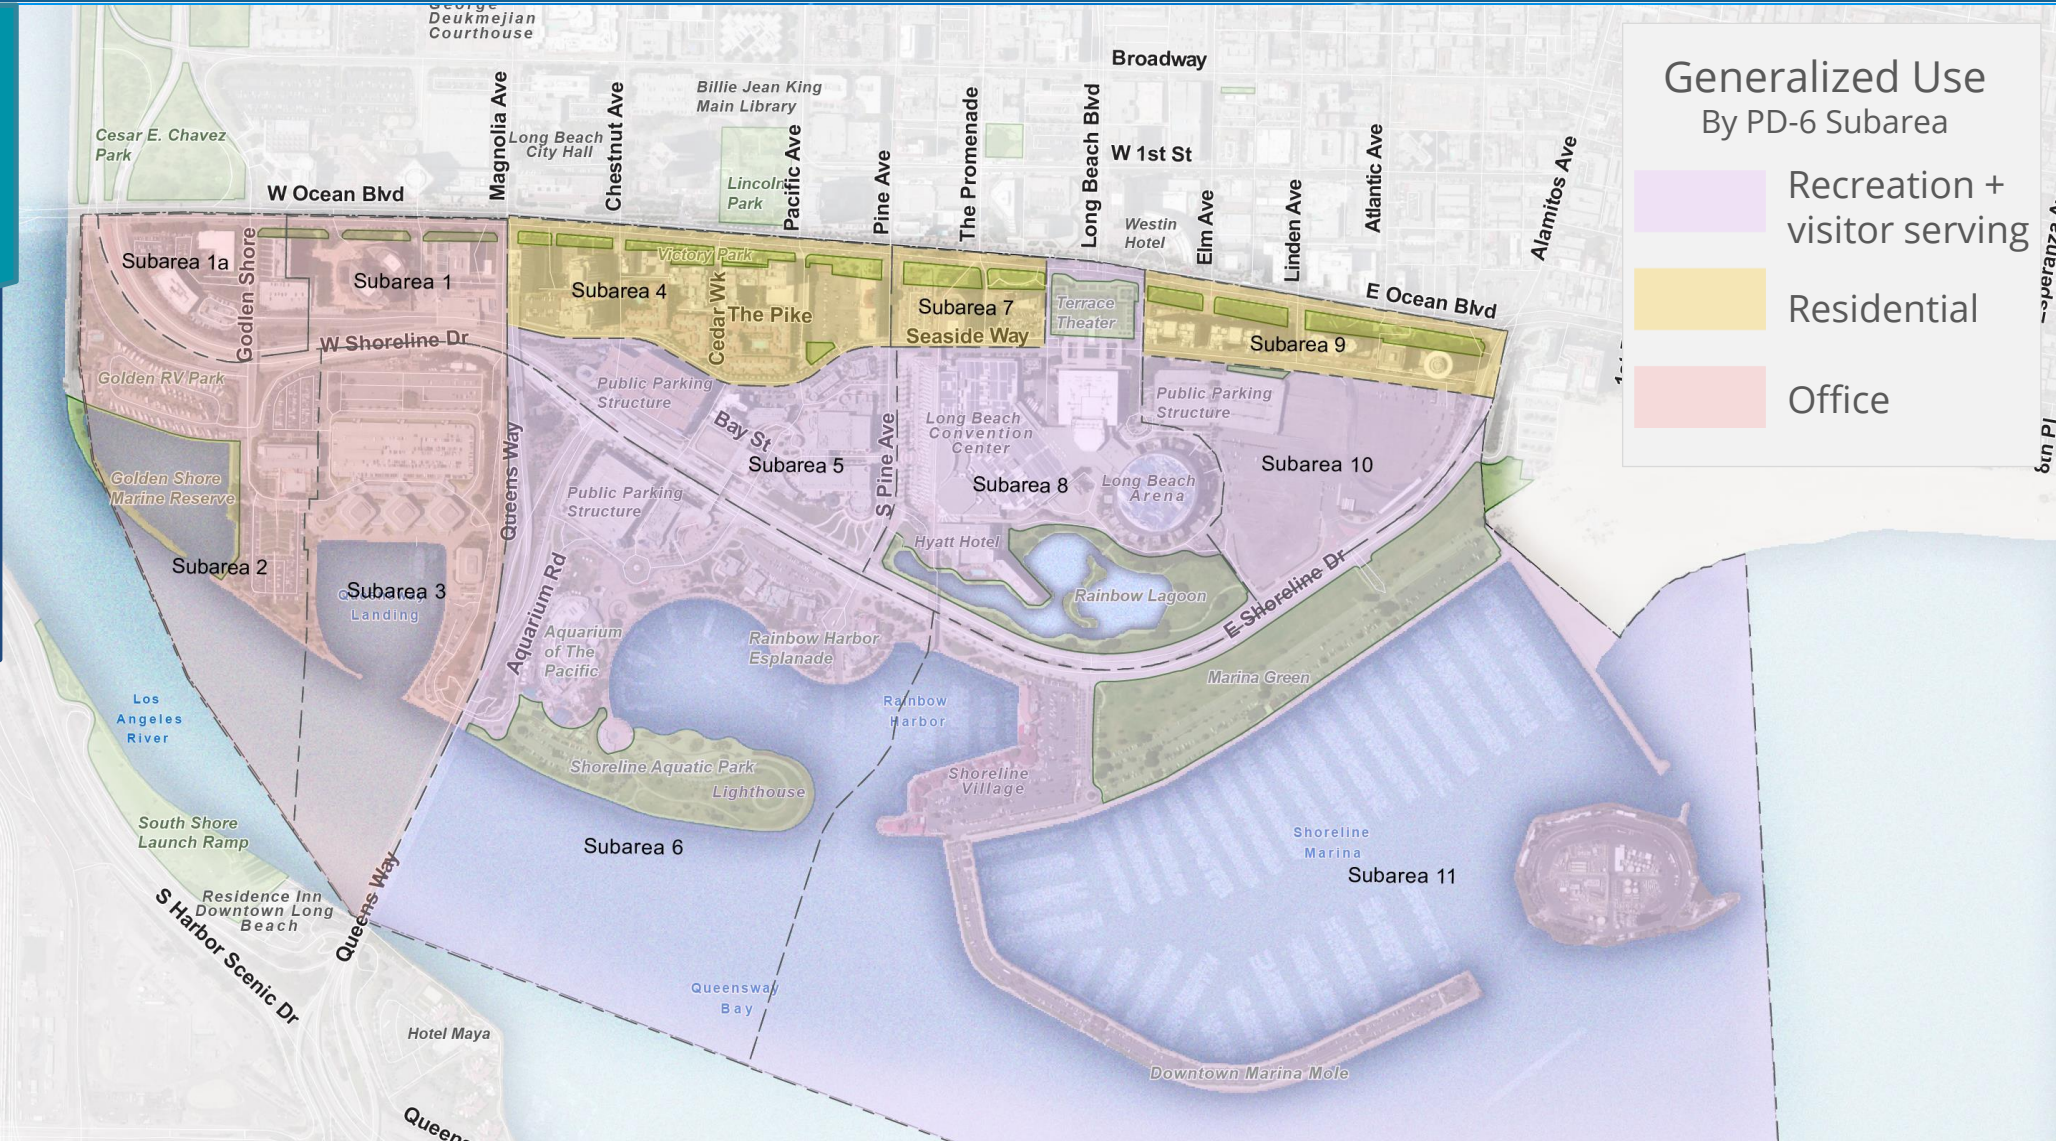 George
Deukmejian
Courthouse
Broadway
Billie Jean King
Main Library
Magnolia Ave
Chestnut Ave
Long Beach
City Hall
Pacific Ave
Pine Ave
The Promenade
Long Beach Blvd
W 1st St
Elm Ave
Linden Ave
Atlantic Ave
Alamitos Ave
Cesar E. Chavez
Park
W Ocean Blvd
Lincoln
Park
Westin
Hotel
E Ocean Blvd
Generalized Use
By PD-6 Subarea
Recreation +
visitor serving
Residential
Office
Esperanza Av
6th Pl
Subarea 1a
Golden Shore
Subarea 1
Victory Park
Subarea 4
Cedar Wk
The Pike
Subarea 7
Seaside Way
Terrace
Theater
Subarea 9
W Shoreline Dr
Golden RV Park
Public Parking
Structure
Bay St
Subarea 5
S Pine Ave
Long Beach
Convention
Center
Subarea 8
Long Beach
Arena
Public Parking
Structure
Subarea 10
Golden Shore
Marine Reserve
Queens Way
Public Parking
Structure
Hyatt Hotel
Subarea 2
Subarea 3
Queensway
Landing
Aquarium Rd
Aquarium
of The
Pacific
Rainbow Harbor
Esplanade
Rainbow Lagoon
E Shoreline Dr
Marina Green
Los
Angeles
River
Rainbow
Harbor
Shoreline Aquatic Park
Lighthouse
Shoreline
Village
Subarea 6
Shoreline
Marina
Subarea 11
South Shore
Launch Ramp
Residence Inn
Downtown Long
Beach
S Harbor Scenic Dr
Queens Way
Queensway
Bay
Hotel Maya
Downtown Marina Mole
Queens